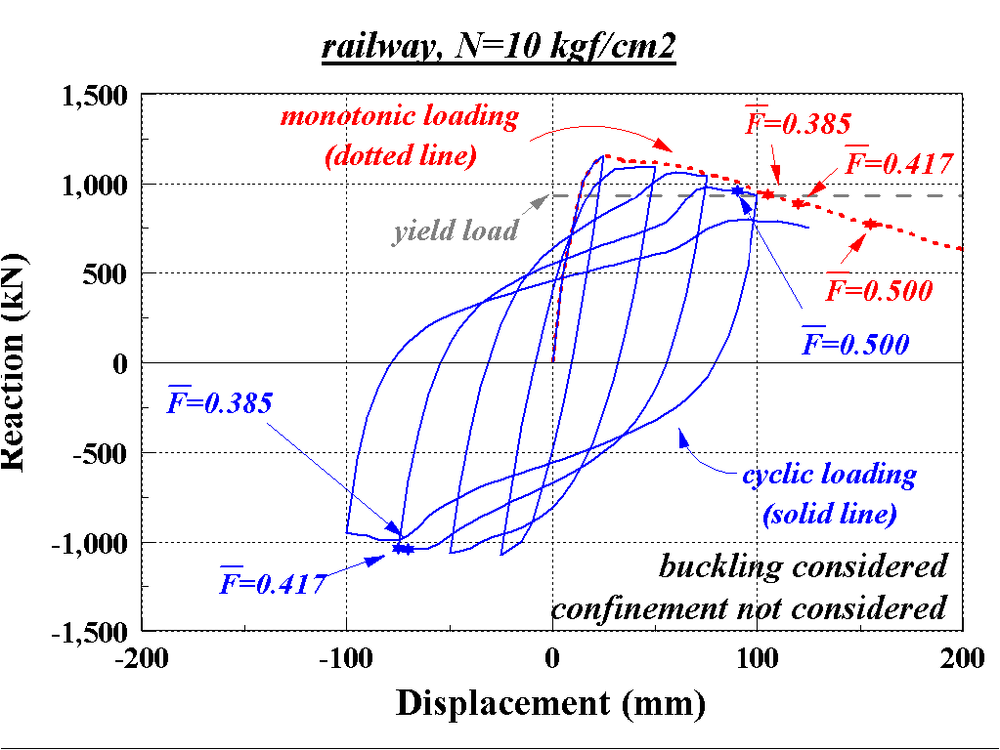 railway, N=10 kgf/cm2
1,500
1,000
500
0
-500
-1,000
-1,500
-200
-100
0
100
200
Reaction (kN)
Displacement (mm)
monotonic loading
(dotted line)
F̅=0.385
F̅=0.417
F̅=0.500
yield load
F̅=0.500
F̅=0.385
F̅=0.417
cyclic loading
(solid line)
buckling considered
confinement not considered